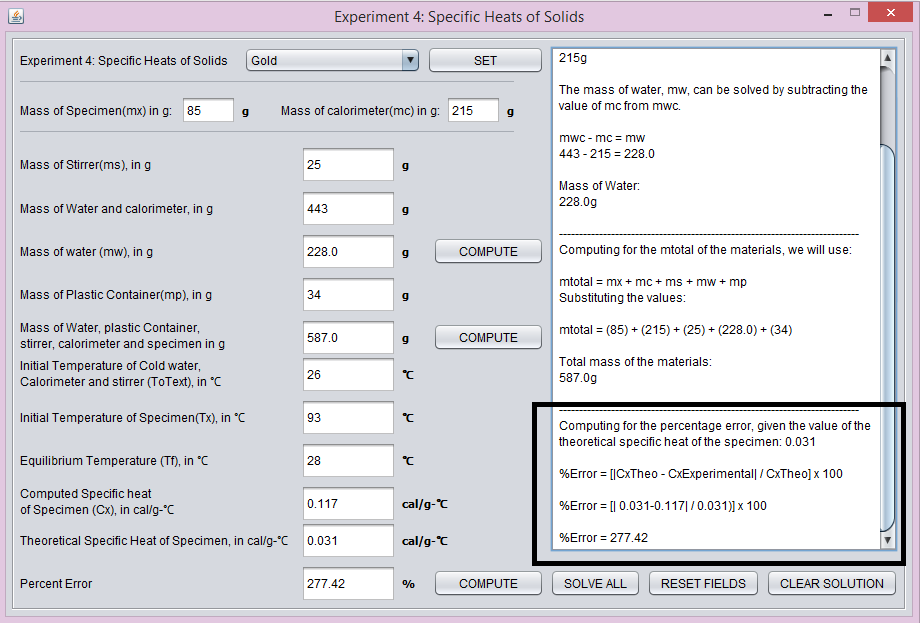 Experiment 4: Specific Heats of Solids
Experiment 4: Specific Heats of Solids Gold SET
Mass of Specimen(mx) in g: 85 g Mass of calorimeter(mc) in g: 215 g
Mass of Stirrer(ms), in g 25 g
Mass of Water and calorimeter, in g 443 g
Mass of water (mw), in g 228.0 g COMPUTE
Mass of Plastic Container(mp), in g 34 g
Mass of Water, plastic Container,
stirrer, calorimeter and specimen in g 587.0 g COMPUTE
Initial Temperature of Cold water,
Calorimeter and stirrer (ToText), in °C 26 °C
Initial Temperature of Specimen(Tx), in °C 93 °C
Equilibrium Temperature (Tf), in °C 28 °C
Computed Specific heat
of Specimen (Cx), in cal/g-°C 0.117 cal/g-°C
Theoretical Specific Heat of Specimen, in cal/g-°C 0.031 cal/g-°C
Percent Error 277.42 % COMPUTE SOLVE ALL RESET FIELDS CLEAR SOLUTION
215g
The mass of water, mw, can be solved by subtracting the
value of mc from mwc.
mwc - mc = mw
443 - 215 = 228.0
Mass of Water:
228.0g
------------------------------------------------------------
Computing for the mtotal of the materials, we will use:
mtotal = mx + mc + ms + mw + mp
Substituting the values:
mtotal = (85) + (215) + (25) + (228.0) + (34)
Total mass of the materials:
587.0g
------------------------------------------------------------
Computing for the percentage error, given the value of the
theoretical specific heat of the specimen: 0.031
%Error = [|CxTheo - CxExperimental| / CxTheo] x 100
%Error = [| 0.031-0.117| / 0.031)] x 100
%Error = 277.42